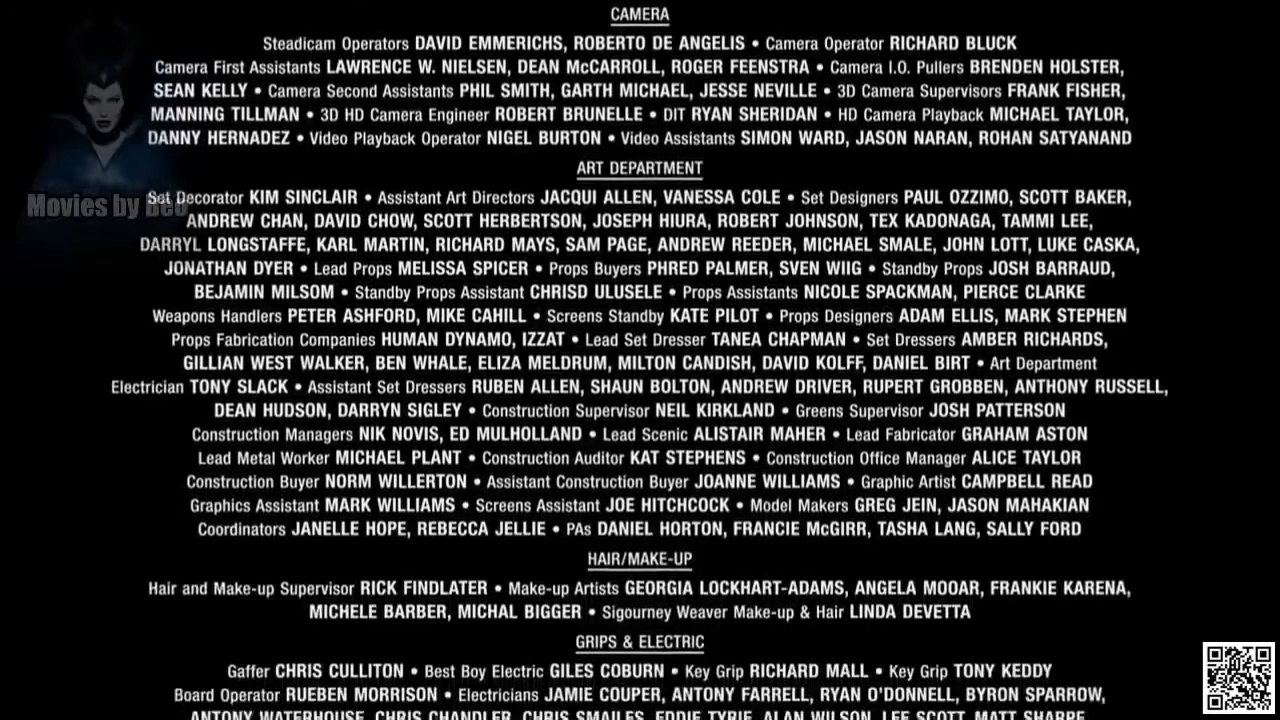 CAMERA
Steadicam Operators DAVID EMMERICHS, ROBERTO DE ANGELIS • Camera Operator RICHARD BLUCK
Camera First Assistants LAWRENCE W. NIELSEN, DEAN McCARROLL, ROGER FEENSTRA • Camera I.O. Pullers BRENDEN HOLSTER,
SEAN KELLY • Camera Second Assistants PHIL SMITH, GARTH MICHAEL, JESSE NEVILLE • 3D Camera Supervisors FRANK FISHER,
MANNING TILLMAN • 3D HD Camera Engineer ROBERT BRUNELLE • DIT RYAN SHERIDAN • HD Camera Playback MICHAEL TAYLOR,
DANNY HERNADEZ • Video Playback Operator NIGEL BURTON • Video Assistants SIMON WARD, JASON NARAN, ROHAN SATYANAND
ART DEPARTMENT
Set Decorator KIM SINCLAIR • Assistant Art Directors JACQUI ALLEN, VANESSA COLE • Set Designers PAUL OZZIMO, SCOTT BAKER,
Movies by Beo
ANDREW CHAN, DAVID CHOW, SCOTT HERBERTSON, JOSEPH HIURA, ROBERT JOHNSON, TEX KADONAGA, TAMMI LEE,
DARRYL LONGSTAFFE, KARL MARTIN, RICHARD MAYS, SAM PAGE, ANDREW REEDER, MICHAEL SMALE, JOHN LOTT, LUKE CASKA,
JONATHAN DYER • Lead Props MELISSA SPICER • Props Buyers PHRED PALMER, SVEN WIIG • Standby Props JOSH BARRAUD,
BEJAMIN MILSOM • Standby Props Assistant CHRISD ULUSELE • Props Assistants NICOLE SPACKMAN, PIERCE CLARKE
Weapons Handlers PETER ASHFORD, MIKE CAHILL • Screens Standby KATE PILOT • Props Designers ADAM ELLIS, MARK STEPHEN
Props Fabrication Companies HUMAN DYNAMO, IZZAT • Lead Set Dresser TANEA CHAPMAN • Set Dressers AMBER RICHARDS,
GILLIAN WEST WALKER, BEN WHALE, ELIZA MELDRUM, MILTON CANDISH, DAVID KOLFF, DANIEL BIRT • Art Department
Electrician TONY SLACK • Assistant Set Dressers RUBEN ALLEN, SHAUN BOLTON, ANDREW DRIVER, RUPERT GROBBEN, ANTHONY RUSSELL,
DEAN HUDSON, DARRYN SIGLEY • Construction Supervisor NEIL KIRKLAND • Greens Supervisor JOSH PATTERSON
Construction Managers NIK NOVIS, ED MULHOLLAND • Lead Scenic ALISTAIR MAHER • Lead Fabricator GRAHAM ASTON
Lead Metal Worker MICHAEL PLANT • Construction Auditor KAT STEPHENS • Construction Office Manager ALICE TAYLOR
Construction Buyer NORM WILLERTON • Assistant Construction Buyer JOANNE WILLIAMS • Graphic Artist CAMPBELL READ
Graphics Assistant MARK WILLIAMS • Screens Assistant JOE HITCHCOCK • Model Makers GREG JEIN, JASON MAHAKIAN
Coordinators JANELLE HOPE, REBECCA JELLIE • PAs DANIEL HORTON, FRANCIE McGIRR, TASHA LANG, SALLY FORD
HAIR/MAKE-UP
Hair and Make-up Supervisor RICK FINDLATER • Make-up Artists GEORGIA LOCKHART-ADAMS, ANGELA MOOAR, FRANKIE KARENA,
MICHELE BARBER, MICHAL BIGGER • Sigourney Weaver Make-up & Hair LINDA DEVETTA
GRIPS & ELECTRIC
Gaffer CHRIS CULLITON • Best Boy Electric GILES COBURN • Key Grip RICHARD MALL • Key Grip TONY KEDDY
Board Operator RUEBEN MORRISON • Electricians JAMIE COUPER, ANTONY FARRELL, RYAN O'DONNELL, BYRON SPARROW,
ANTONY WATERHOUSE, CHRIS CHANDLER, CHRIS SMAILES, EDDIE TYRIE, ALAN WILSON, LEE SCOTT, MATT SHARPE